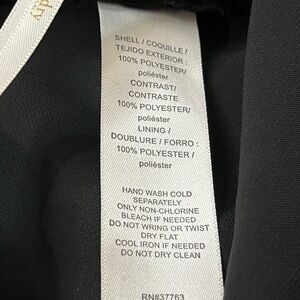 SHELL / COQUILLE /
TEJIDO EXTERIOR :
100% POLYESTER/
poliéster
CONTRAST/
CONTRASTE
100% POLYESTER/
poliéster
LINING /
DOUBLURE / FORRO :
100% POLYESTER /
poliéster
HAND WASH COLD
SEPARATELY
ONLY NON-CHLORINE
BLEACH IF NEEDED
DO NOT WRING OR TWIST
DRY FLAT
COOL IRON IF NEEDED
DO NOT DRY CLEAN
RN#37763